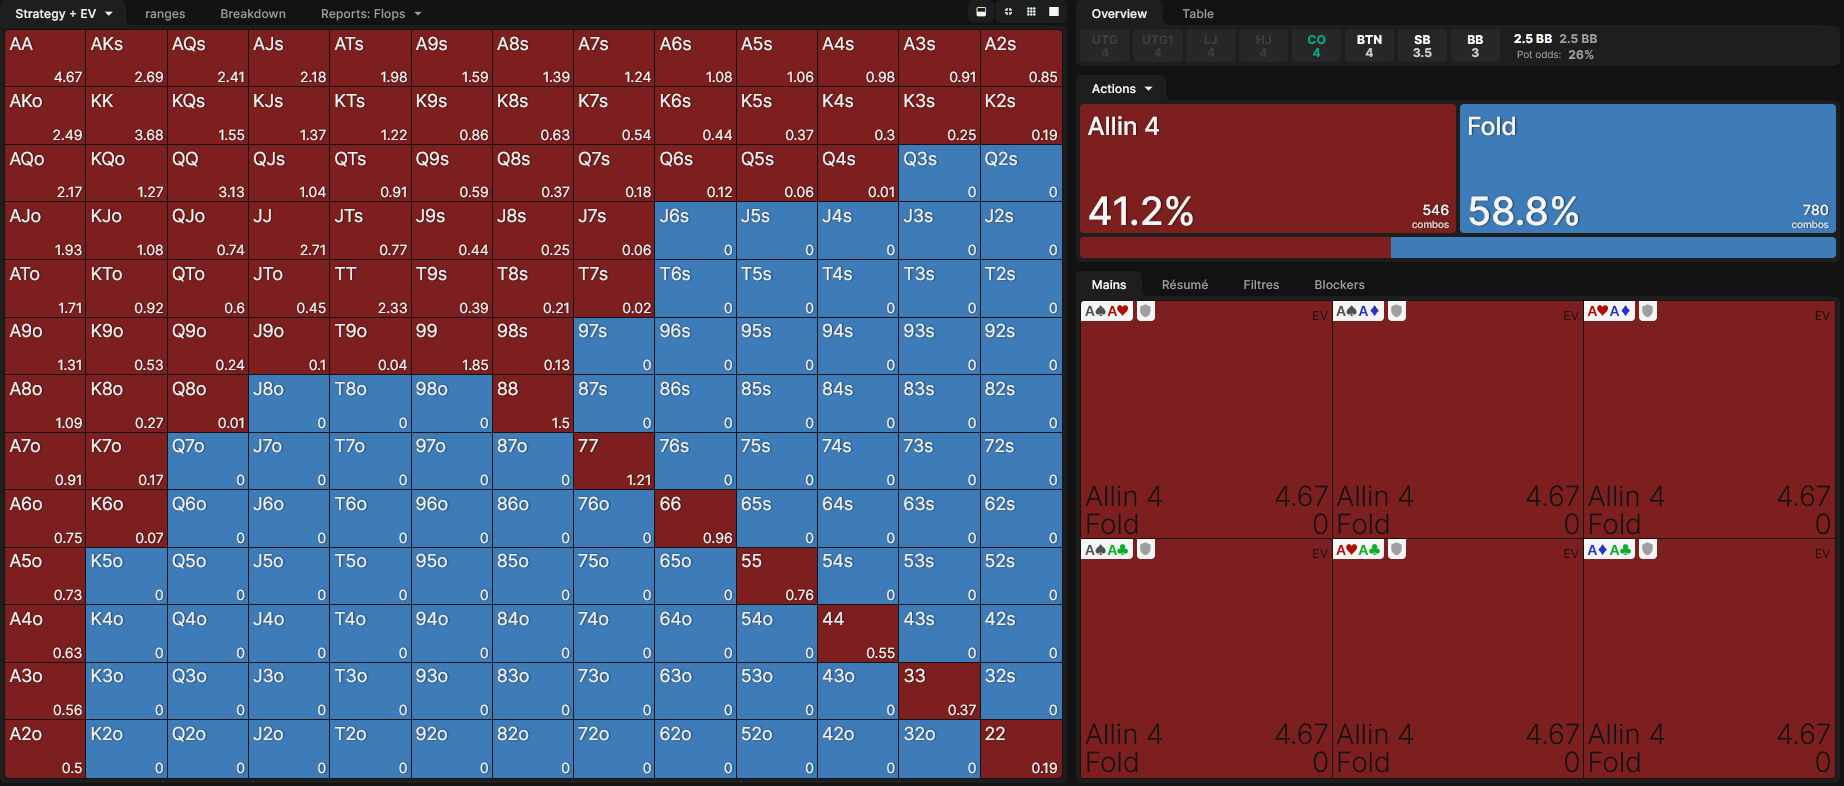 Strategy + EV ranges Breakdown Reports: Flops
AA AKs AQs AJs ATs A9s A8s A7s A6s A5s A4s A3s A2s
4.67 2.69 2.41 2.18 1.98 1.59 1.39 1.24 1.08 1.06 0.98 0.91 0.85
AKo KK KQs KJs KTs K9s K8s K7s K6s K5s K4s K3s K2s
2.49 3.68 1.55 1.37 1.22 0.86 0.63 0.54 0.44 0.37 0.3 0.25 0.19
AQo KQo QQ QJs QTs Q9s Q8s Q7s Q6s Q5s Q4s Q3s Q2s
2.17 1.27 3.13 1.04 0.91 0.59 0.37 0.18 0.12 0.06 0.01 0 0
AJo KJo QJo JJ JTs J9s J8s J7s J6s J5s J4s J3s J2s
1.93 1.08 0.74 2.71 0.77 0.44 0.25 0.06 0 0 0 0 0
ATo KTo QTo JTo TT T9s T8s T7s T6s T5s T4s T3s T2s
1.71 0.92 0.6 0.45 2.33 0.39 0.21 0.02 0 0 0 0 0
A9o K9o Q9o J9o T9o 99 98s 97s 96s 95s 94s 93s 92s
1.31 0.53 0.24 0.1 0.04 1.85 0.13 0 0 0 0 0 0
A8o K8o Q8o J8o T8o 98o 88 87s 86s 85s 84s 83s 82s
1.09 0.27 0.01 0 0 0 1.5 0 0 0 0 0 0
A7o K7o Q7o J7o T7o 97o 87o 77 76s 75s 74s 73s 72s
0.91 0.17 0 0 0 0 0 1.21 0 0 0 0 0
A6o K6o Q6o J6o T6o 96o 86o 76o 66 65s 64s 63s 62s
0.75 0.07 0 0 0 0 0 0 0.96 0 0 0 0
A5o K5o Q5o J5o T5o 95o 85o 75o 65o 55 54s 53s 52s
0.73 0 0 0 0 0 0 0 0 0.76 0 0 0
A4o K4o Q4o J4o T4o 94o 84o 74o 64o 54o 44 43s 42s
0.63 0 0 0 0 0 0 0 0 0 0.55 0 0
A3o K3o Q3o J3o T3o 93o 83o 73o 63o 53o 43o 33 32s
0.56 0 0 0 0 0 0 0 0 0 0 0.37 0
A2o K2o Q2o J2o T2o 92o 82o 72o 62o 52o 42o 32o 22
0.5 0 0 0 0 0 0 0 0 0 0 0 0.19
Overview Table
UTG UTG1 LJ HJ CO BTN SB BB 2.5 BB 2.5 BB
4 4 4 4 4 4 3.5 3 Pot odds: 26%
Actions
Allin 4 Fold
41.2% 546 combos 58.8% 780 combos
Mains Résumé Filtres Blockers
A♠A♥ EV A♠A♦ EV A♥A♦ EV
Allin 4 4.67 Allin 4 4.67 Allin 4 4.67
Fold 0 Fold 0 Fold 0
A♠A♣ EV A♥A♣ EV A♦A♣ EV
Allin 4 4.67 Allin 4 4.67 Allin 4 4.67
Fold 0 Fold 0 Fold 0